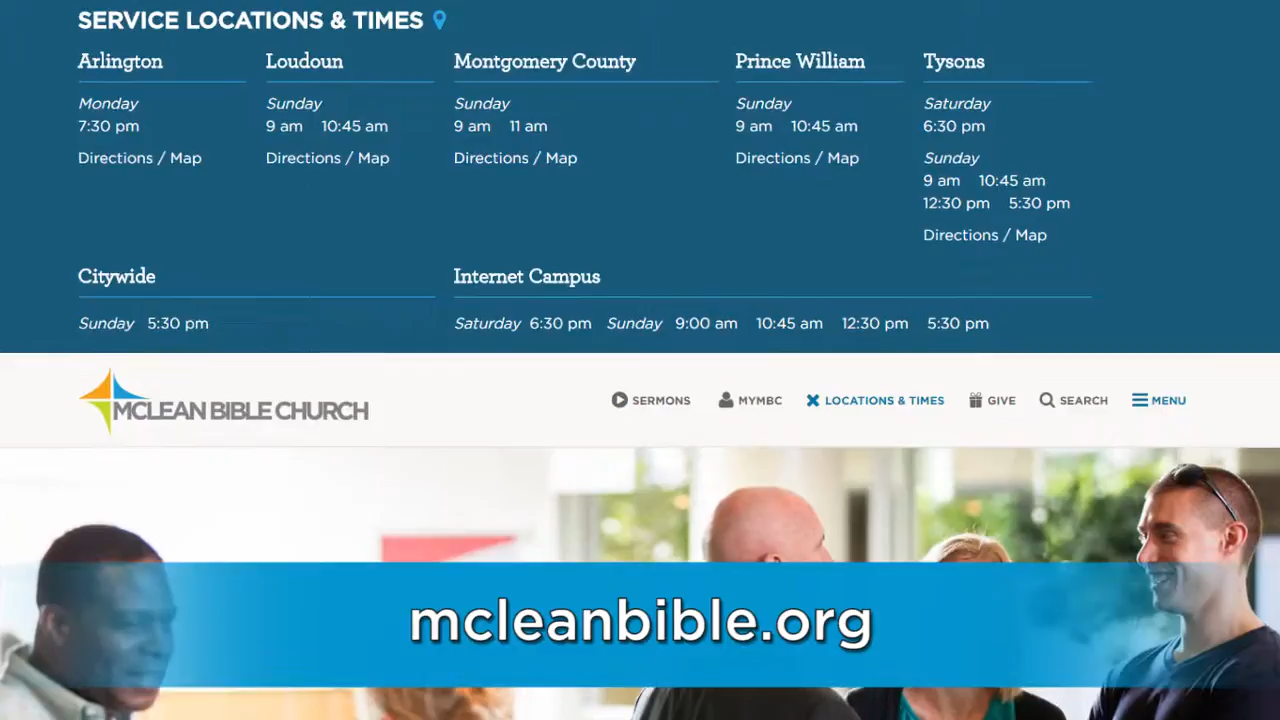 SERVICE LOCATIONS & TIMES
Arlington
Monday
7:30 pm
Directions / Map
Loudoun
Sunday
9 am 10:45 am
Directions / Map
Montgomery County
Sunday
9 am 11 am
Directions / Map
Prince William
Sunday
9 am 10:45 am
Directions / Map
Tysons
Saturday
6:30 pm
Sunday
9 am 10:45 am
12:30 pm 5:30 pm
Directions / Map
Citywide
Sunday 5:30 pm
Internet Campus
Saturday 6:30 pm Sunday 9:00 am 10:45 am 12:30 pm 5:30 pm
MCLEAN BIBLE CHURCH
SERMONS MYMBC LOCATIONS & TIMES GIVE SEARCH MENU
mcleanbible.org